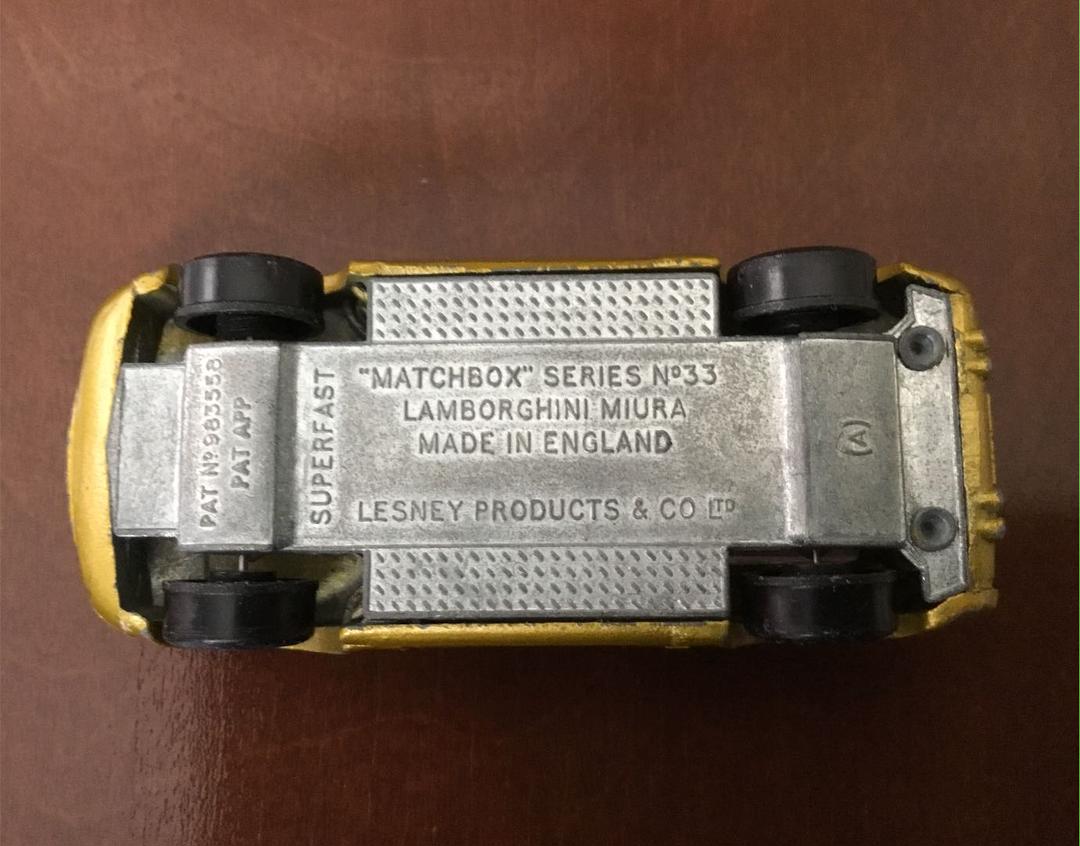 PAT Nº 983558
PAT APP
SUPERFAST
"MATCHBOX" SERIES Nº33
LAMBORGHINI MIURA
MADE IN ENGLAND
LESNEY PRODUCTS & CO LTD
(A)